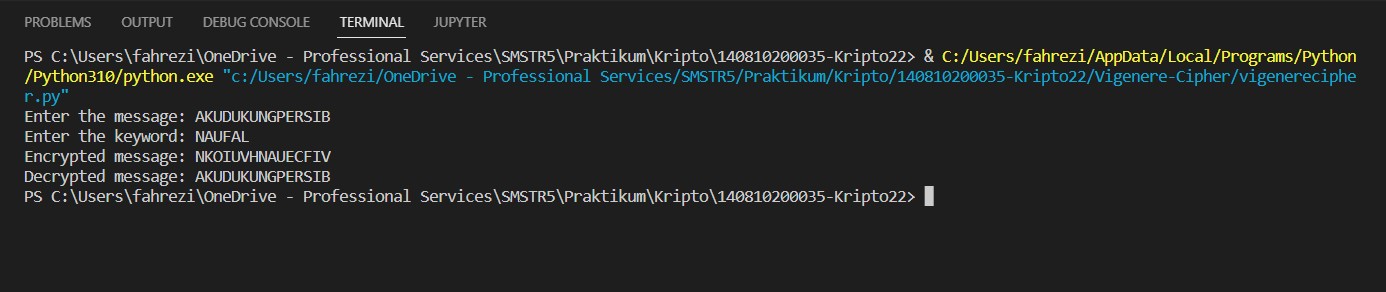 PROBLEMS OUTPUT DEBUG CONSOLE TERMINAL JUPYTER
PS C:\Users\fahrezi\OneDrive - Professional Services\SMSTR5\Praktikum\Kripto\140810200035-Kripto22> & C:/Users/fahrezi/AppData/Local/Programs/Python
/Python310/python.exe "c:/Users/fahrezi/OneDrive - Professional Services/SMSTR5/Praktikum/Kripto/140810200035-Kripto22/Vigenere-Cipher/vigenereciphe
r.py"
Enter the message: AKUDUKUNGPERSIB
Enter the keyword: NAUFAL
Encrypted message: NKOIUVHNAUECFIV
Decrypted message: AKUDUKUNGPERSIB
PS C:\Users\fahrezi\OneDrive - Professional Services\SMSTR5\Praktikum\Kripto\140810200035-Kripto22>